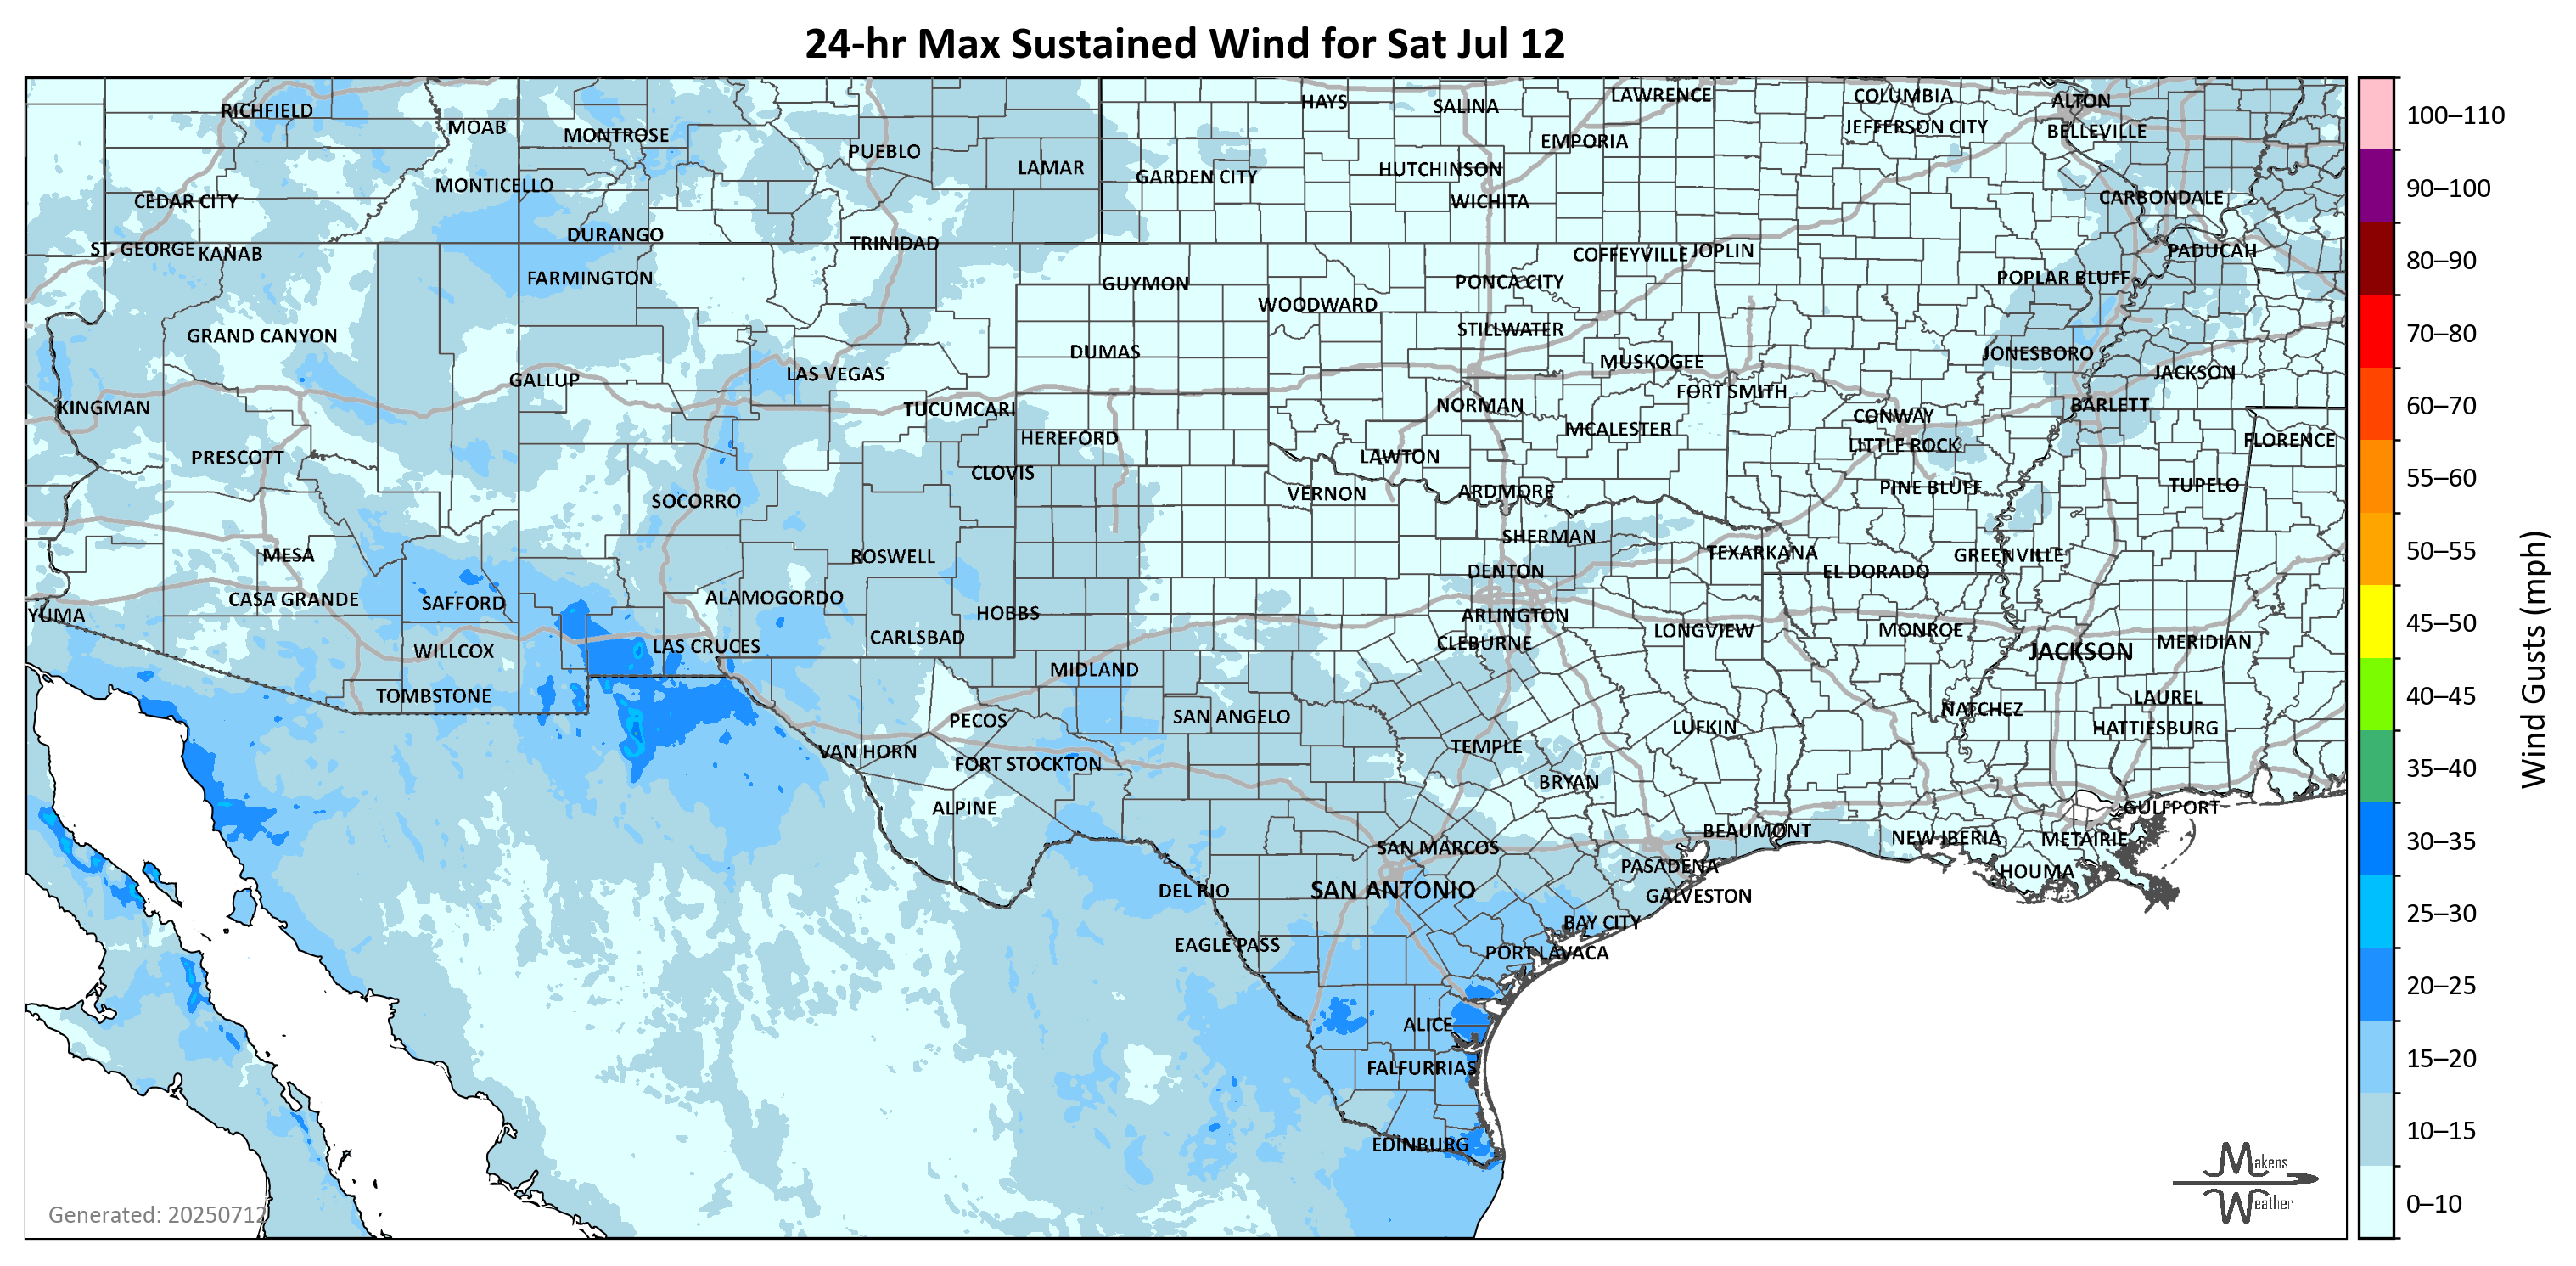 24-hr Max Sustained Wind for Sat Jul 12
RICHFIELD
MOAB
MONTROSE
PUEBLO
LAMAR
HAYS
SALINA
LAWRENCE
COLUMBIA
ALTON
EMPORIA
JEFFERSON CITY
BELLEVILLE
GARDEN CITY
HUTCHINSON
WICHITA
CARBONDALE
CEDAR CITY
MONTICELLO
ST. GEORGE
KANAB
DURANGO
TRINIDAD
FARMINGTON
GUYMON
WOODWARD
PONCA CITY
COFFEYVILLE
JOPLIN
POPLAR BLUFF
PADUCAH
GRAND CANYON
DUMAS
STILLWATER
MUSKOGEE
JONESBORO
JACKSON
GALLUP
LAS VEGAS
KINGMAN
TUCUMCARI
NORMAN
FORT SMITH
CONWAY
BARLETT
HEREFORD
MCALESTER
LITTLE ROCK
FLORENCE
PRESCOTT
CLOVIS
LAWTON
SOCORRO
VERNON
ARDMORE
PINE BLUFF
TUPELO
MESA
ROSWELL
SHERMAN
TEXARKANA
GREENVILLE
DENTON
EL DORADO
CASA GRANDE
SAFFORD
ALAMOGORDO
HOBBS
ARLINGTON
YUMA
WILLCOX
LAS CRUCES
CARLSBAD
CLEBURNE
LONGVIEW
MONROE
JACKSON
MERIDIAN
MIDLAND
TOMBSTONE
PECOS
SAN ANGELO
LUFKIN
NATCHEZ
LAUREL
HATTIESBURG
VAN HORN
FORT STOCKTON
TEMPLE
BRYAN
ALPINE
BEAUMONT
NEW IBERIA
GULFPORT
METAIRIE
SAN MARCOS
PASADENA
HOUMA
DEL RIO
SAN ANTONIO
GALVESTON
BAY CITY
EAGLE PASS
PORT LAVACA
ALICE
FALFURRIAS
EDINBURG
Generated: 20250712
Makens
Weather
100–110
90–100
80–90
70–80
60–70
55–60
50–55
45–50
40–45
35–40
30–35
25–30
20–25
15–20
10–15
0–10
Wind Gusts (mph)